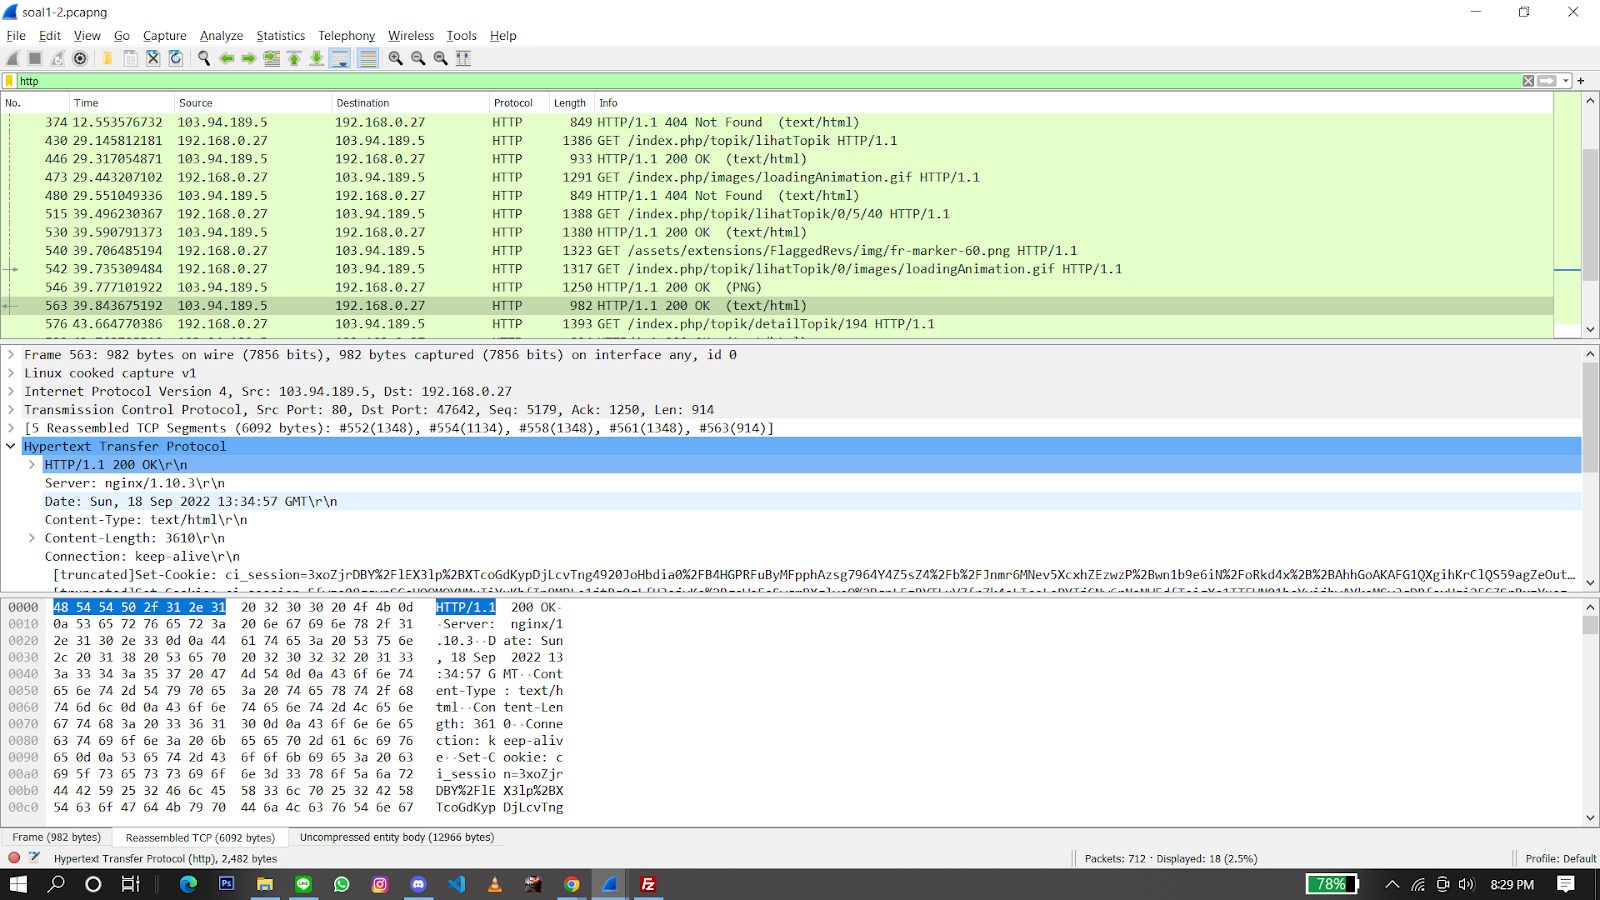 soal1-2.pcapng
File Edit View Go Capture Analyze Statistics Telephony Wireless Tools Help
http
No. Time Source Destination Protocol Length Info
374 12.553576732 103.94.189.5 192.168.0.27 HTTP 849 HTTP/1.1 404 Not Found (text/html)
430 29.145812181 192.168.0.27 103.94.189.5 HTTP 1386 GET /index.php/topik/lihatTopik HTTP/1.1
446 29.317054871 103.94.189.5 192.168.0.27 HTTP 933 HTTP/1.1 200 OK (text/html)
473 29.443207102 192.168.0.27 103.94.189.5 HTTP 1291 GET /index.php/images/loadingAnimation.gif HTTP/1.1
480 29.551049336 103.94.189.5 192.168.0.27 HTTP 849 HTTP/1.1 404 Not Found (text/html)
515 39.496230367 192.168.0.27 103.94.189.5 HTTP 1388 GET /index.php/topik/lihatTopik/0/5/40 HTTP/1.1
530 39.590791373 103.94.189.5 192.168.0.27 HTTP 1380 HTTP/1.1 200 OK (text/html)
540 39.706485194 192.168.0.27 103.94.189.5 HTTP 1323 GET /assets/extensions/FlaggedRevs/img/fr-marker-60.png HTTP/1.1
542 39.735309484 192.168.0.27 103.94.189.5 HTTP 1317 GET /index.php/topik/lihatTopik/0/images/loadingAnimation.gif HTTP/1.1
546 39.777101922 103.94.189.5 192.168.0.27 HTTP 1250 HTTP/1.1 200 OK (PNG)
563 39.843675192 103.94.189.5 192.168.0.27 HTTP 982 HTTP/1.1 200 OK (text/html)
576 43.664770386 192.168.0.27 103.94.189.5 HTTP 1393 GET /index.php/topik/detailTopik/194 HTTP/1.1
Frame 563: 982 bytes on wire (7856 bits), 982 bytes captured (7856 bits) on interface any, id 0
Linux cooked capture v1
Internet Protocol Version 4, Src: 103.94.189.5, Dst: 192.168.0.27
Transmission Control Protocol, Src Port: 80, Dst Port: 47642, Seq: 5179, Ack: 1250, Len: 914
[5 Reassembled TCP Segments (6092 bytes): #552(1348), #554(1134), #558(1348), #561(1348), #563(914)]
Hypertext Transfer Protocol
HTTP/1.1 200 OK\r\n
Server: nginx/1.10.3\r\n
Date: Sun, 18 Sep 2022 13:34:57 GMT\r\n
Content-Type: text/html\r\n
Content-Length: 3610\r\n
Connection: keep-alive\r\n
[truncated]Set-Cookie: ci_session=3xoZjrDBY%2FlEX3lp%2BXTcoGdKypDjLcvTng4920JoHbdia0%2FB4HGPRFuByMFpphAzsg7964Y4Z5sZ4%2Fb%2FJnmr6MNev5XcxhZEzwzP%2Bwn1b9e6iN%2FoRkd4x%2B%2BAhhGoAKAFG1QXgihKrClQS59agZeOut…
0000 48 54 54 50 2f 31 2e 31 20 32 30 30 20 4f 4b 0d HTTP/1.1 200 OK·
0010 0a 53 65 72 76 65 72 3a 20 6e 67 69 6e 78 2f 31 ·Server: nginx/1
0020 2e 31 30 2e 33 0d 0a 44 61 74 65 3a 20 53 75 6e .10.3··D ate: Sun
0030 2c 20 31 38 20 53 65 70 20 32 30 32 32 20 31 33 , 18 Sep 2022 13
0040 3a 33 34 3a 35 37 20 47 4d 54 0d 0a 43 6f 6e 74 :34:57 G MT··Cont
0050 65 6e 74 2d 54 79 70 65 3a 20 74 65 78 74 2f 68 ent-Type : text/h
0060 74 6d 6c 0d 0a 43 6f 6e 74 65 6e 74 2d 4c 65 6e tml··Con tent-Len
0070 67 74 68 3a 20 33 36 31 30 0d 0a 43 6f 6e 6e 65 gth: 361 0··Conne
0080 63 74 69 6f 6e 3a 20 6b 65 65 70 2d 61 6c 69 76 ction: k eep-aliv
0090 65 0d 0a 53 65 74 2d 43 6f 6f 6b 69 65 3a 20 63 e··Set-C ookie: c
00a0 69 5f 73 65 73 73 69 6f 6e 3d 33 78 6f 5a 6a 72 i_sessio n=3xoZjr
00b0 44 42 59 25 32 46 6c 45 58 33 6c 70 25 32 42 58 DBY%2FlE X3lp%2BX
00c0 54 63 6f 47 64 4b 79 70 44 6a 4c 63 76 54 6e 67 TcoGdKyp DjLcvTng
Frame (982 bytes) Reassembled TCP (6092 bytes) Uncompressed entity body (12966 bytes)
Hypertext Transfer Protocol (http), 2,482 bytes Packets: 712 · Displayed: 18 (2.5%) Profile: Default
Ps 78% 8:29 PM